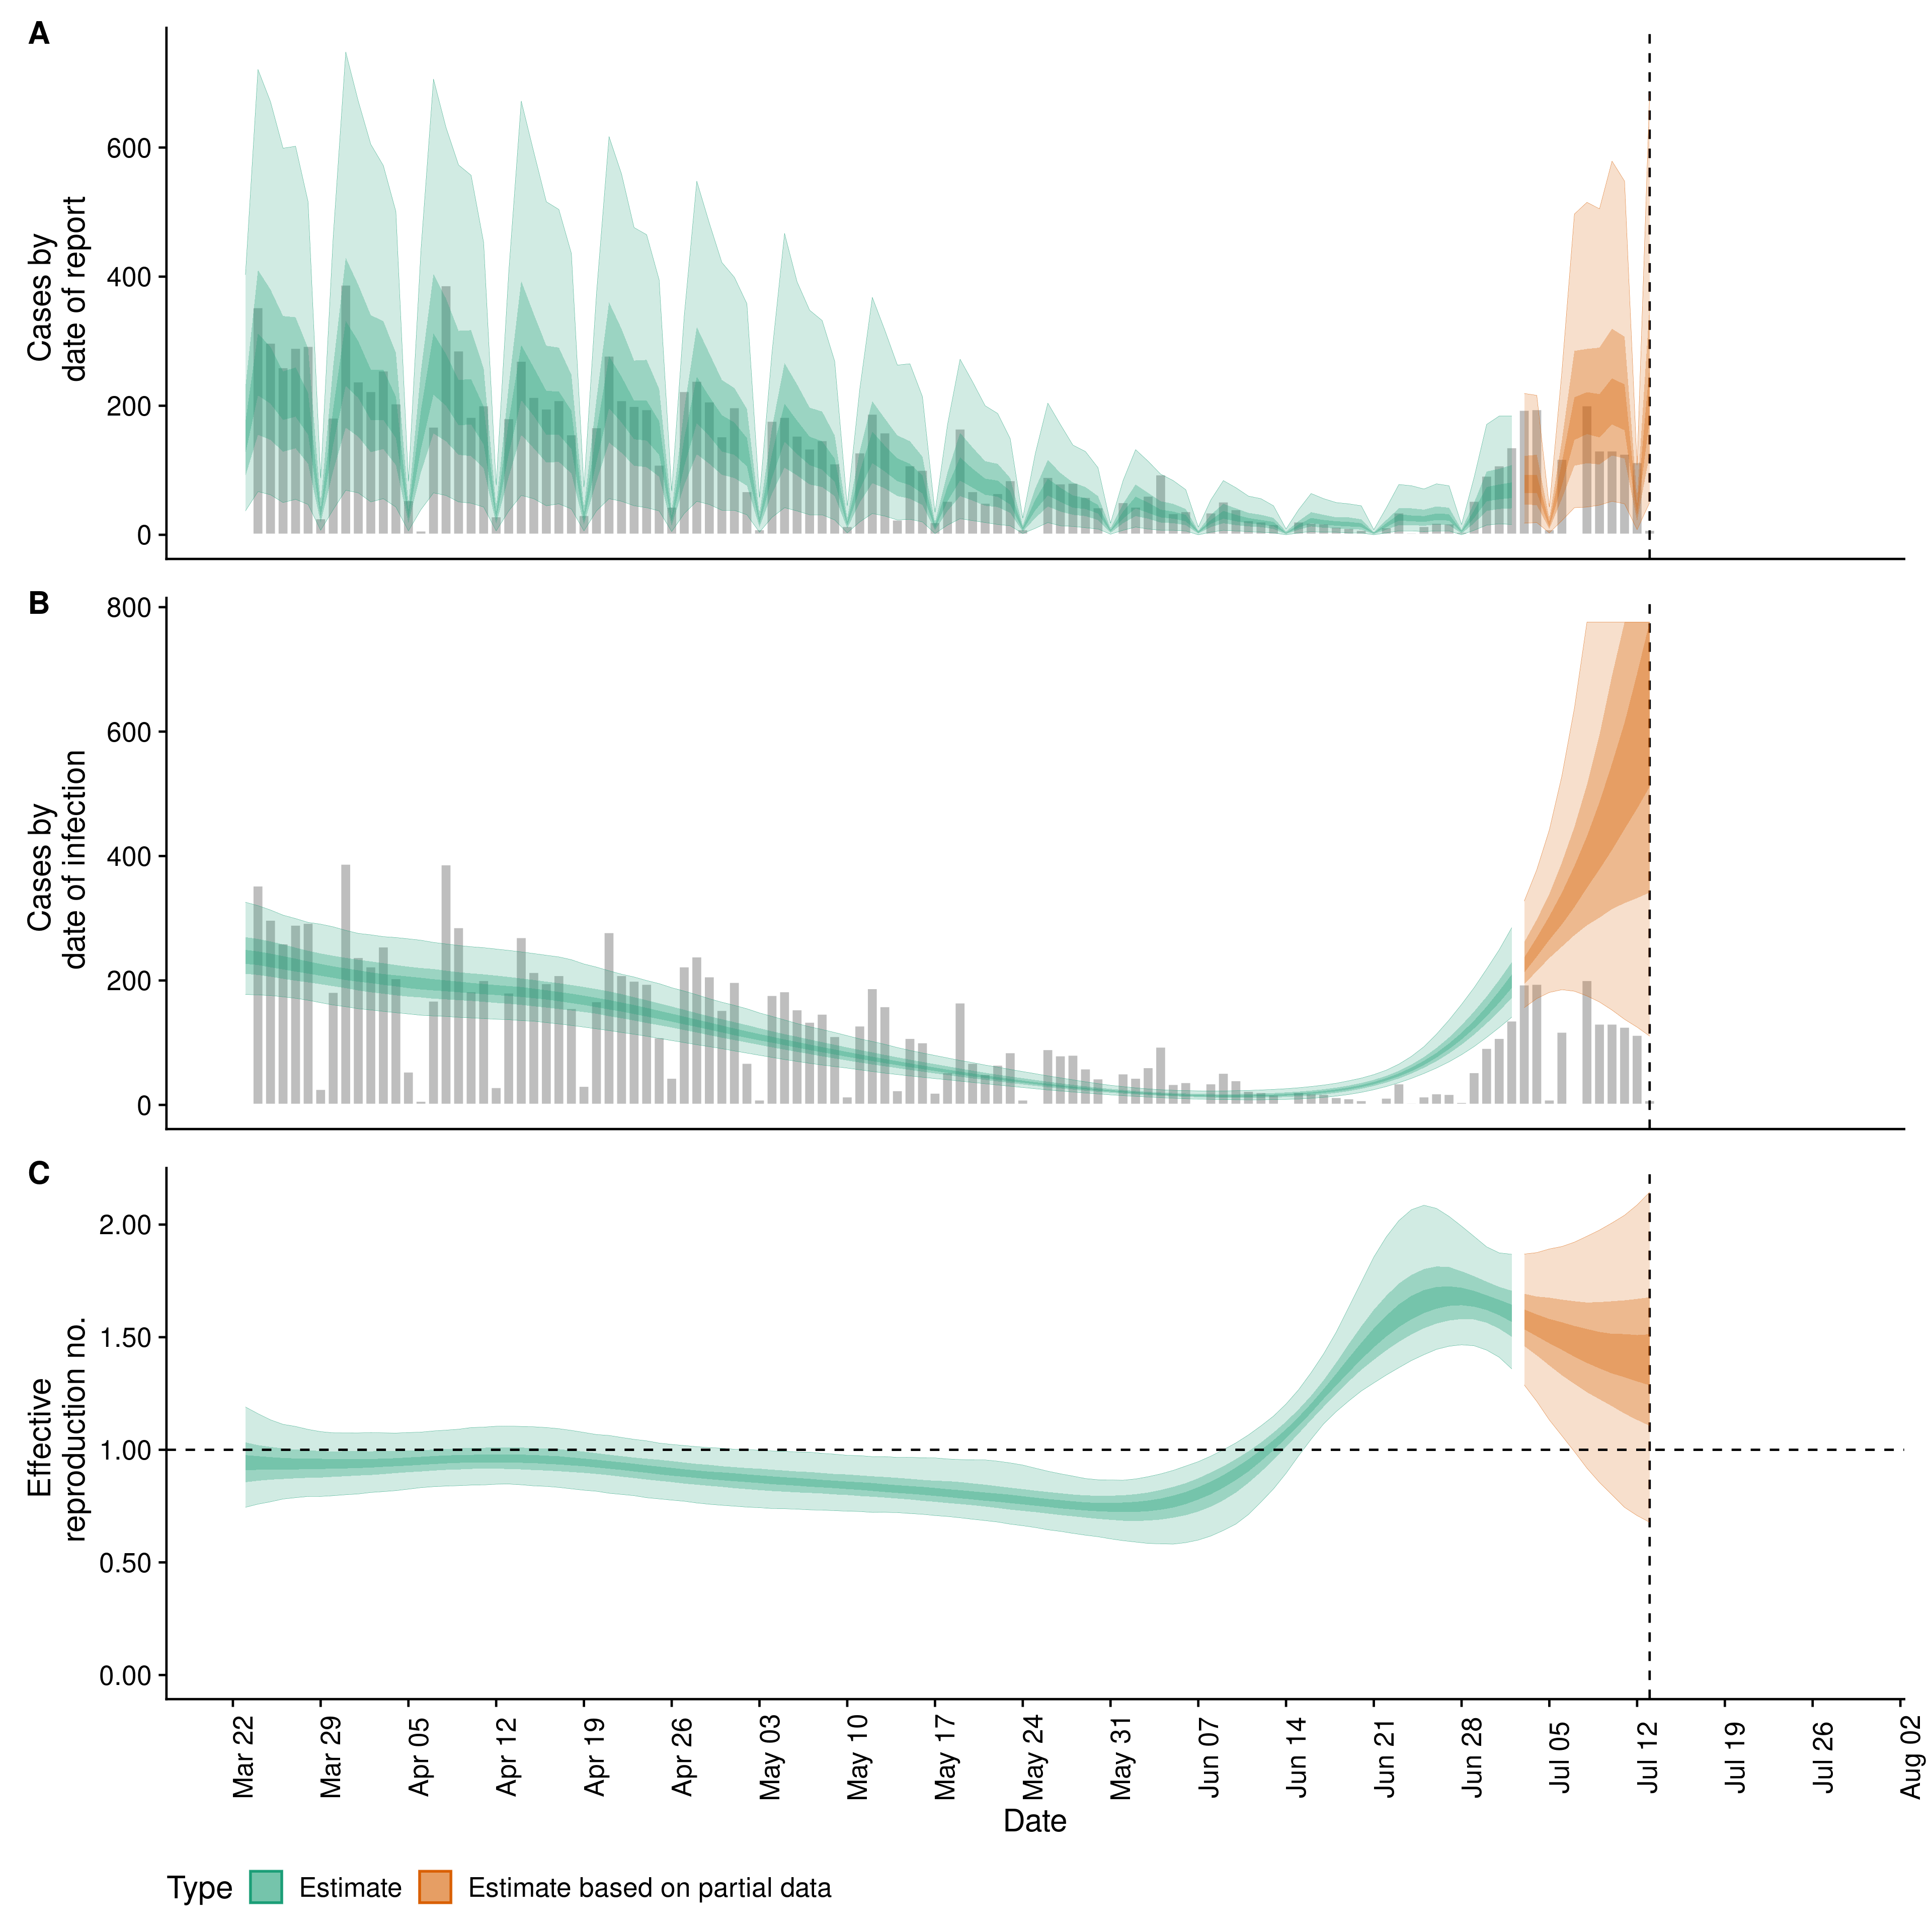 A
Cases by
date of report
600
400
200
0
B
Cases by
date of infection
800
600
400
200
0
C
Effective
reproduction no.
2.00
1.50
1.00
0.50
0.00
Mar 22
Mar 29
Apr 05
Apr 12
Apr 19
Apr 26
May 03
May 10
May 17
May 24
May 31
Jun 07
Jun 14
Jun 21
Jun 28
Jul 05
Jul 12
Jul 19
Jul 26
Aug 02
Date
Type Estimate Estimate based on partial data